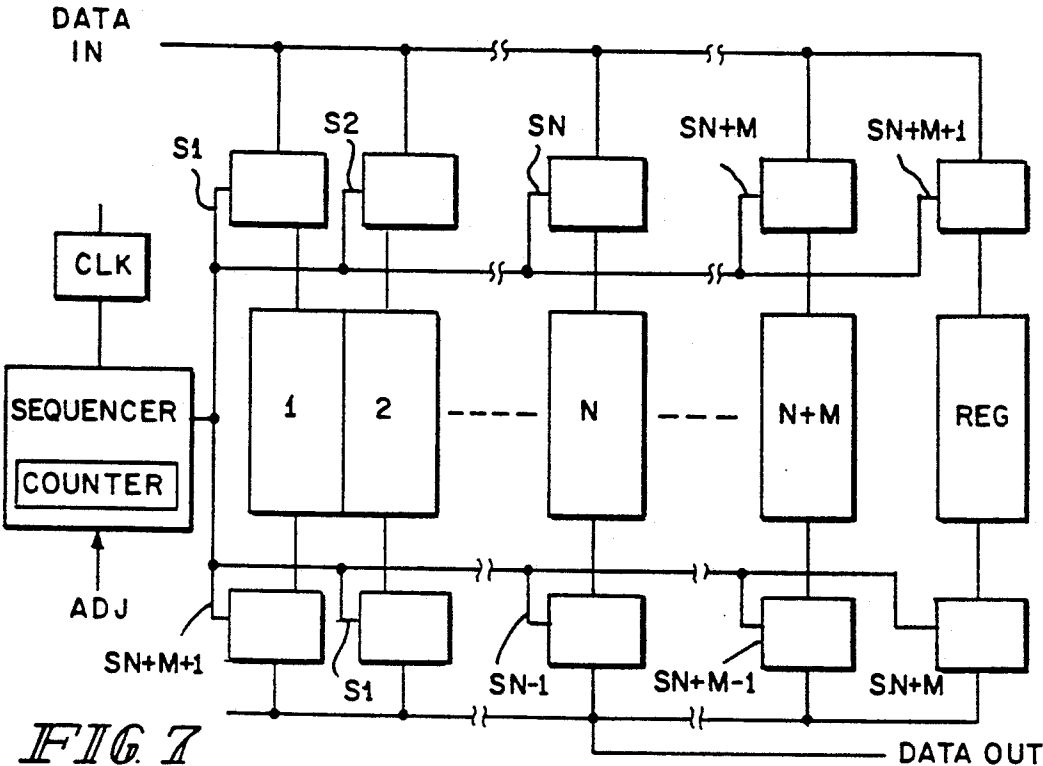 DATA
IN
S1
S2
SN
SN+M
SN+M+1
CLK
SEQUENCER
COUNTER
1
2
N
N+M
REG
ADJ
SN+M+1
S1
SN-1
SN+M-1
SN+M
FIG. 7
DATA OUT